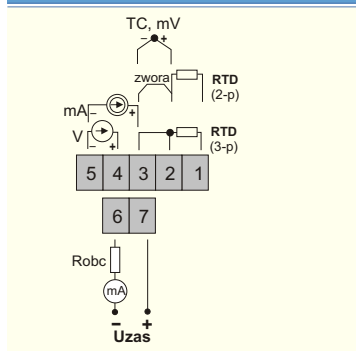 TC, mV
– +
zwora RTD
(2-p)
mA – +
V RTD
– + (3-p)
5 4 3 2 1
6 7
Robc
mA
– +
Uzas